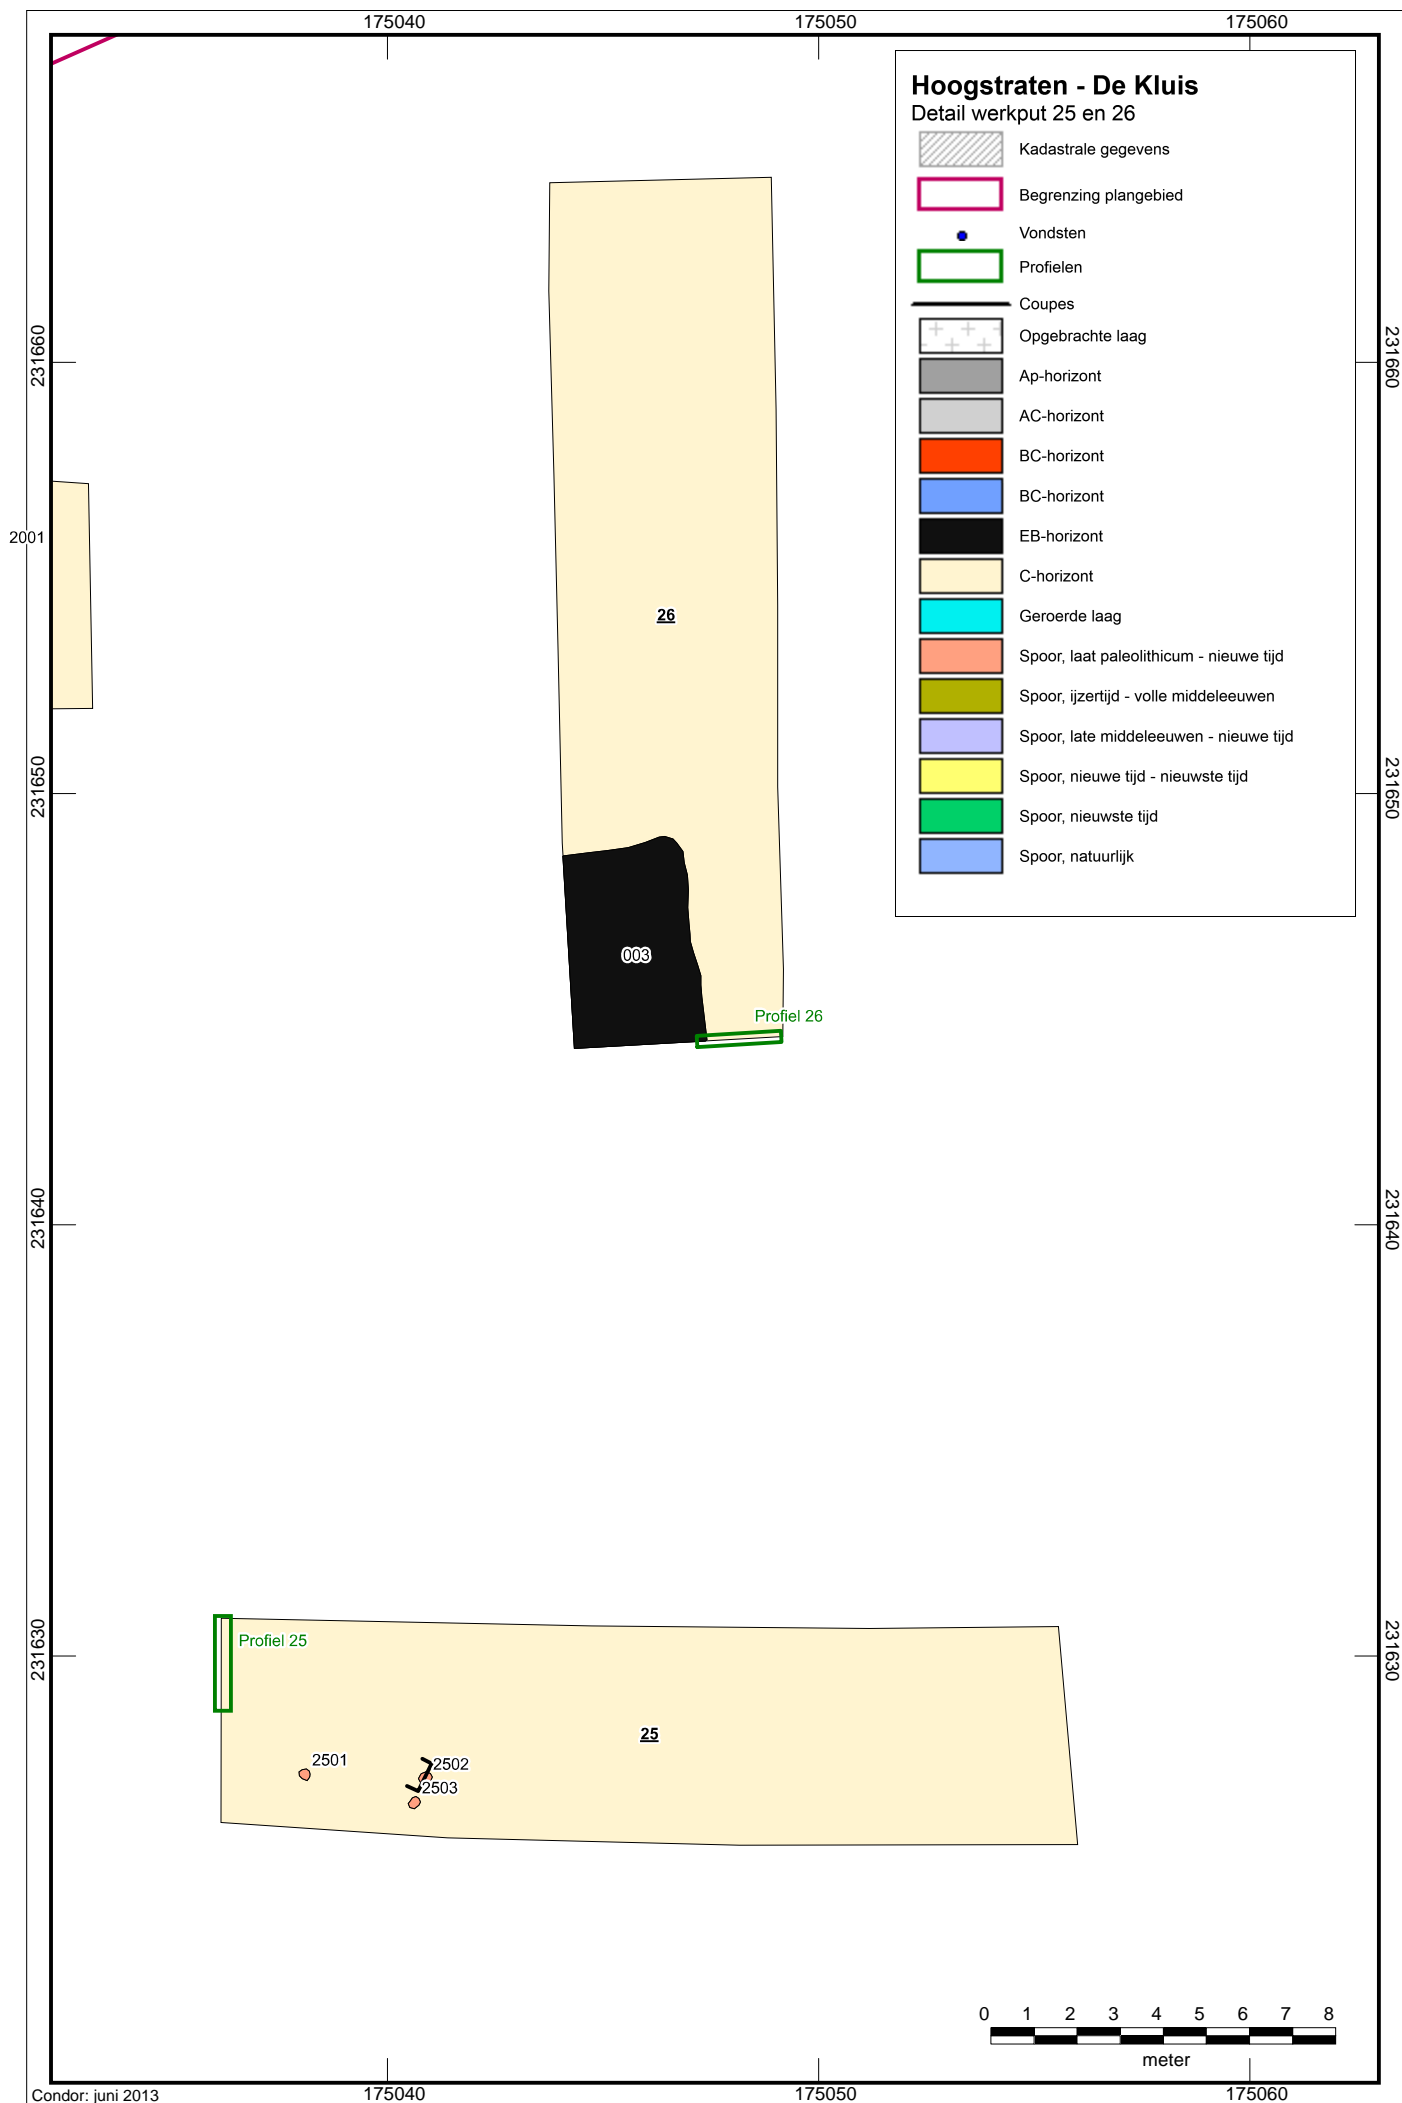 175040 175050 175060
Hoogstraten - De Kluis
Detail werkput 25 en 26
Kadastrale gegevens
Begrenzing plangebied
Vondsten
Profielen
Coupes
Opgebrachte laag
Ap-horizont
AC-horizont
BC-horizont
BC-horizont
EB-horizont
C-horizont
Geroerde laag
Spoor, laat paleolithicum - nieuwe tijd
Spoor, ijzertijd - volle middeleeuwen
Spoor, late middeleeuwen - nieuwe tijd
Spoor, nieuwe tijd - nieuwste tijd
Spoor, nieuwste tijd
Spoor, natuurlijk
231660 231660
2001
26
231650 231650
003
Profiel 26
231640 231640
231630 231630
Profiel 25
25
2501
2502
2503
0 1 2 3 4 5 6 7 8
meter
Condor: juni 2013
175040 175050 175060